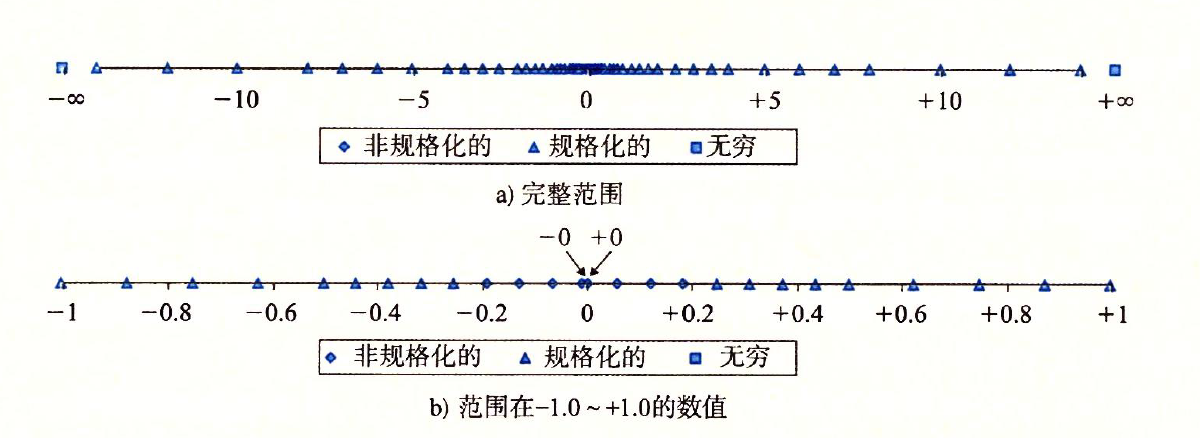 −∞ −10 −5 0 +5 +10 +∞
非规格化的 规格化的 无穷
a) 完整范围
−0 +0
−1 −0.8 −0.6 −0.4 −0.2 0 +0.2 +0.4 +0.6 +0.8 +1
非规格化的 规格化的 无穷
b) 范围在−1.0～+1.0的数值